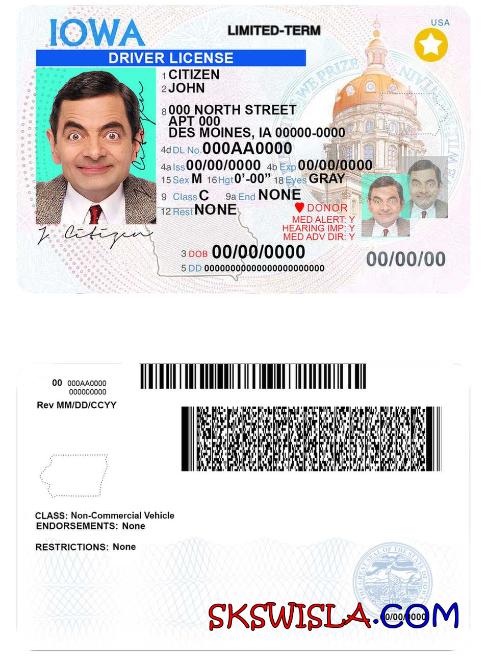 IOWA
LIMITED-TERM
USA
DRIVER LICENSE
1 CITIZEN
2 JOHN
8 000 NORTH STREET
APT 000
DES MOINES, IA 00000-0000
4d DL No. 000AA0000
4a Iss 00/00/0000 4b Exp 00/00/0000
15 Sex M 16 Hgt 0'-00" 18 Eyes GRAY
9 Class C 9a End NONE
12 Rest NONE
DONOR
MED ALERT: Y
HEARING IMP: Y
MED ADV DIR: Y
J Citizen
3 DOB 00/00/0000
00/00/00
00 000AA0000
000000000
Rev MM/DD/CCYY
CLASS: Non-Commercial Vehicle
ENDORSEMENTS: None
RESTRICTIONS: None
00/00/0000
SKSWISLA.COM